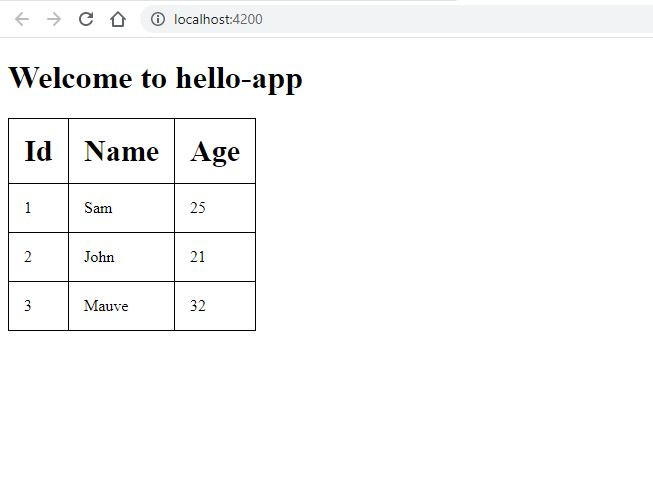 localhost:4200
Welcome to hello-app
Id Name Age
1 Sam 25
2 John 21
3 Mauve 32